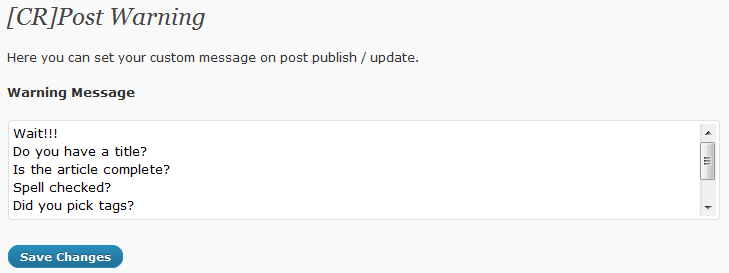 [CR]Post Warning
Here you can set your custom message on post publish / update.
Warning Message
Wait!!!
Do you have a title?
Is the article complete?
Spell checked?
Did you pick tags?
Save Changes